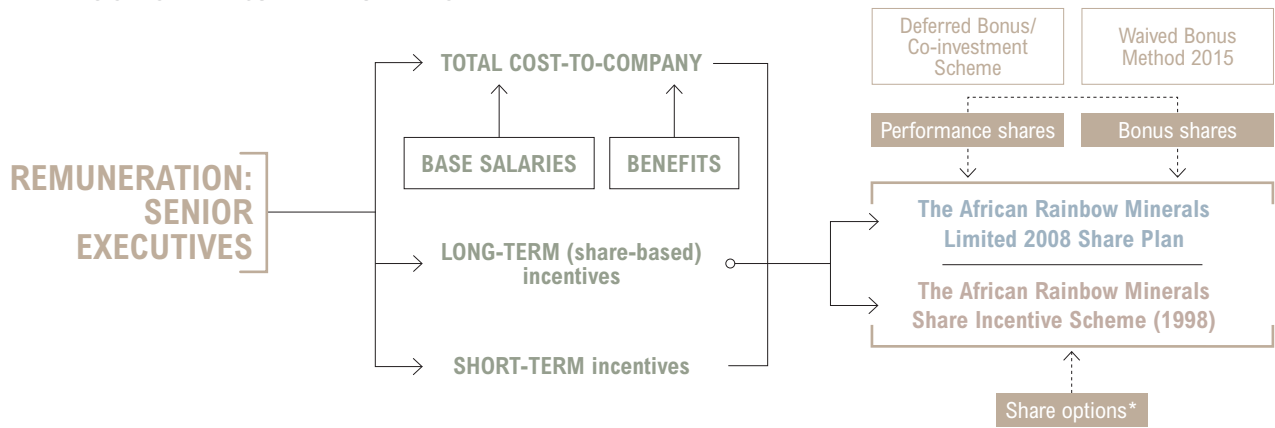 REMUNERATION:
SENIOR
EXECUTIVES
TOTAL COST-TO-COMPANY
BASE SALARIES
BENEFITS
LONG-TERM (share-based)
incentives
SHORT-TERM incentives
Deferred Bonus/
Co-investment
Scheme
Waived Bonus
Method 2015
Performance shares
Bonus shares
The African Rainbow Minerals
Limited 2008 Share Plan
The African Rainbow Minerals
Share Incentive Scheme (1998)
Share options*